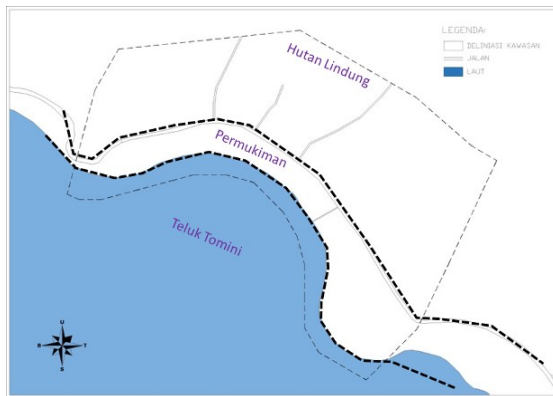 LEGENDA:
DELINIASI KAWASAN
JALAN
LAUT
Hutan Lindung
Permukiman
Teluk Tomini
U
B T
S